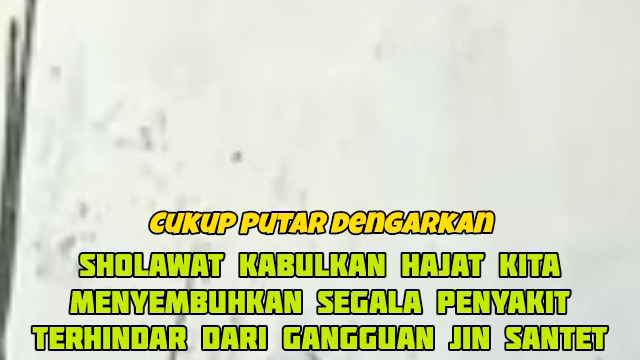 CUKUP PUTAR DENGARKAN
SHOLAWAT KABULKAN HAJAT KITA
MENYEMBUHKAN SEGALA PENYAKIT
TERHINDAR DARI GANGGUAN JIN SANTET